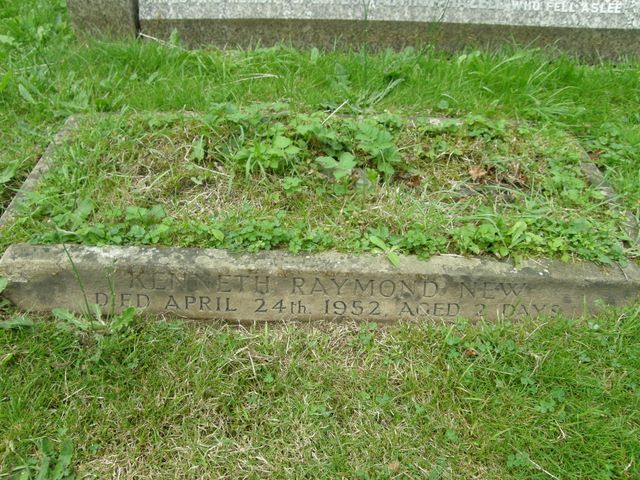 WHO FELL ASLEE
KENNETH RAYMOND NEW
DIED APRIL 24th. 1952 AGED 2 DAYS